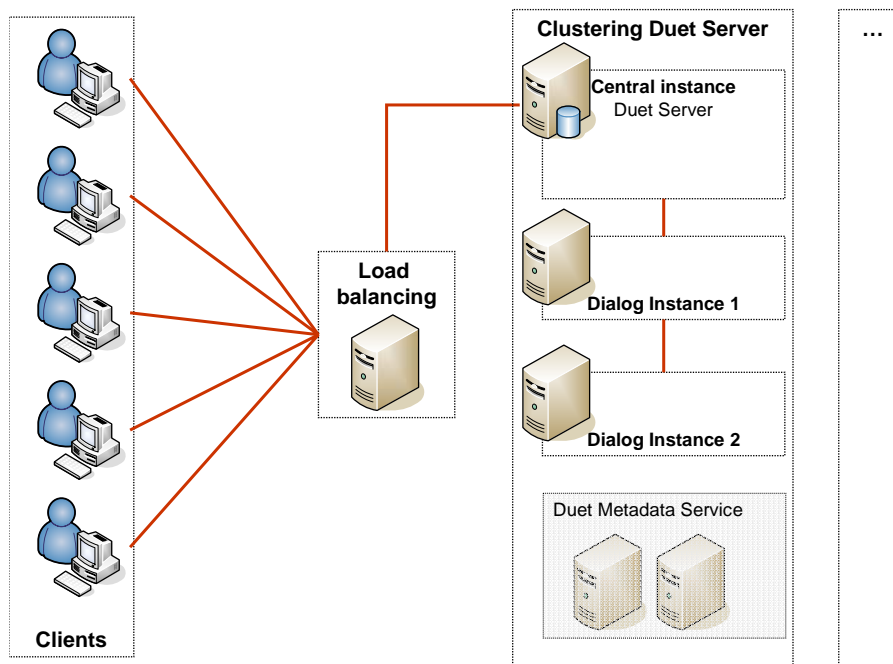 Clustering Duet Server
...
Central instance
Duet Server
Load
balancing
Dialog Instance 1
Dialog Instance 2
Duet Metadata Service
Clients